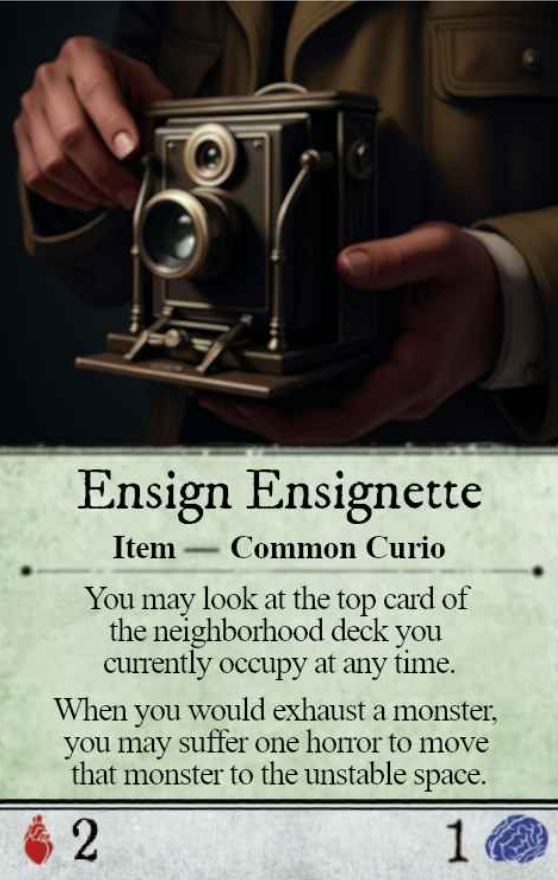 Ensign Ensignette
Item — Common Curio
You may look at the top card of
the neighborhood deck you
currently occupy at any time.
When you would exhaust a monster,
you may suffer one horror to move
that monster to the unstable space.
2 1